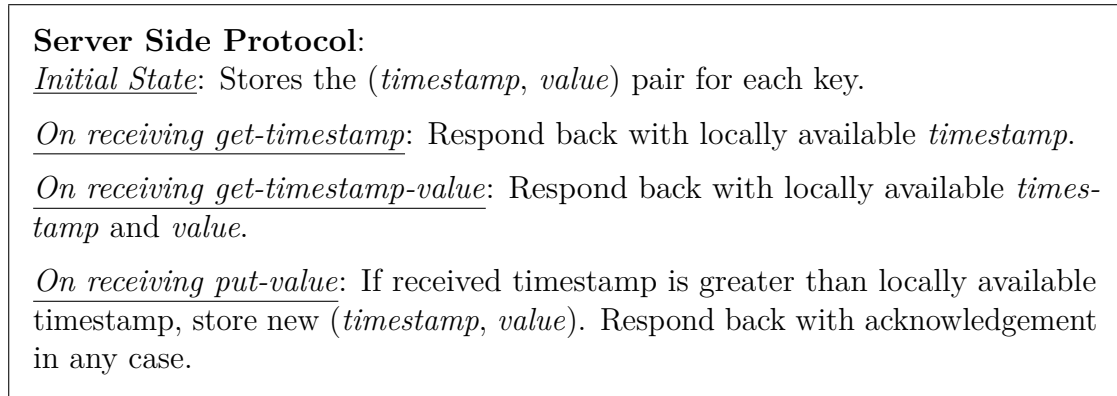 Server Side Protocol:
Initial State: Stores the (timestamp, value) pair for each key.
On receiving get-timestamp: Respond back with locally available timestamp.
On receiving get-timestamp-value: Respond back with locally available times-
tamp and value.
On receiving put-value: If received timestamp is greater than locally available
timestamp, store new (timestamp, value). Respond back with acknowledgement
in any case.